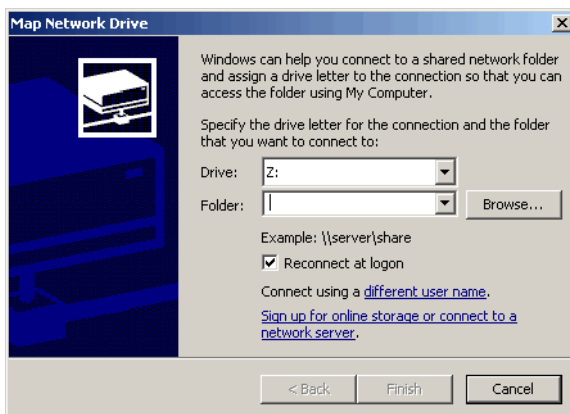 Map Network Drive
Windows can help you connect to a shared network folder
and assign a drive letter to the connection so that you can
access the folder using My Computer.
Specify the drive letter for the connection and the folder
that you want to connect to:
Drive: Z:
Folder: Browse...
Example: \\server\share
Reconnect at logon
Connect using a different user name.
Sign up for online storage or connect to a
network server.
< Back Finish Cancel